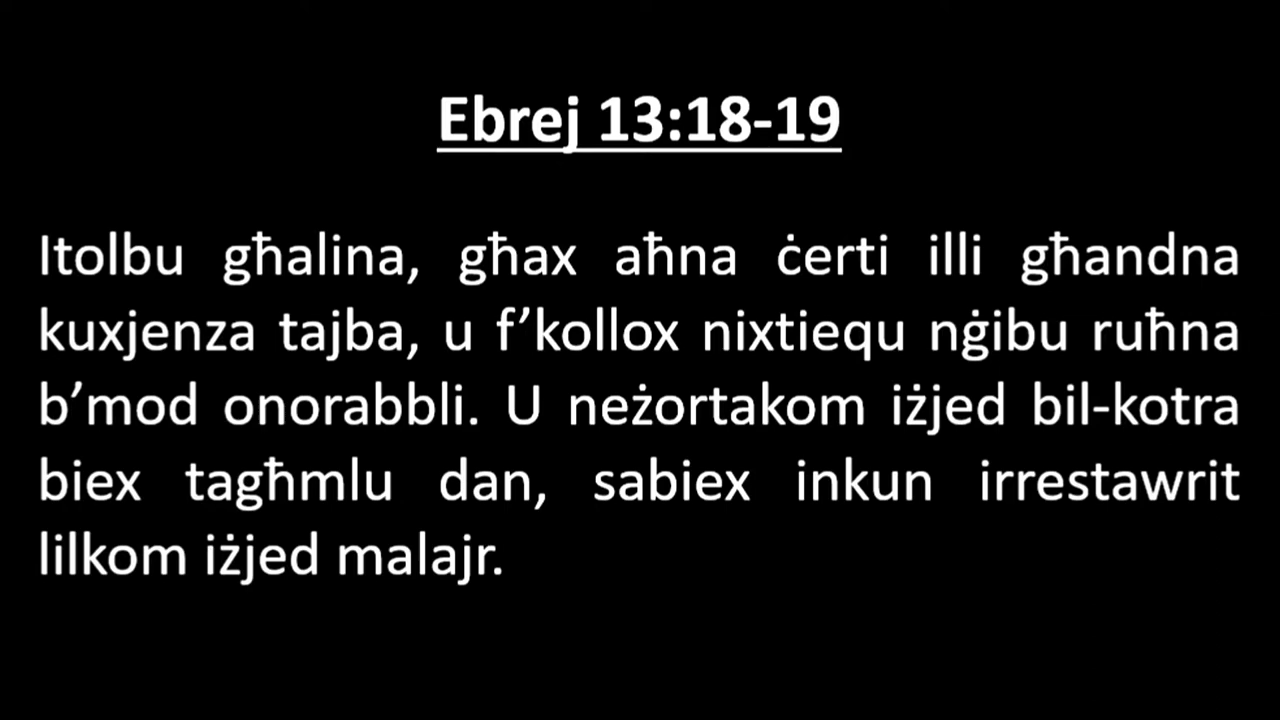 Ebrej 13:18-19
Itolbu għalina, għax aħna ċerti illi għandna
kuxjenza tajba, u f’kollox nixtiequ nġibu ruħna
b’mod onorabbli. U neżortakom iżjed bil-kotra
biex tagħmlu dan, sabiex inkun irrestawrit
lilkom iżjed malajr.